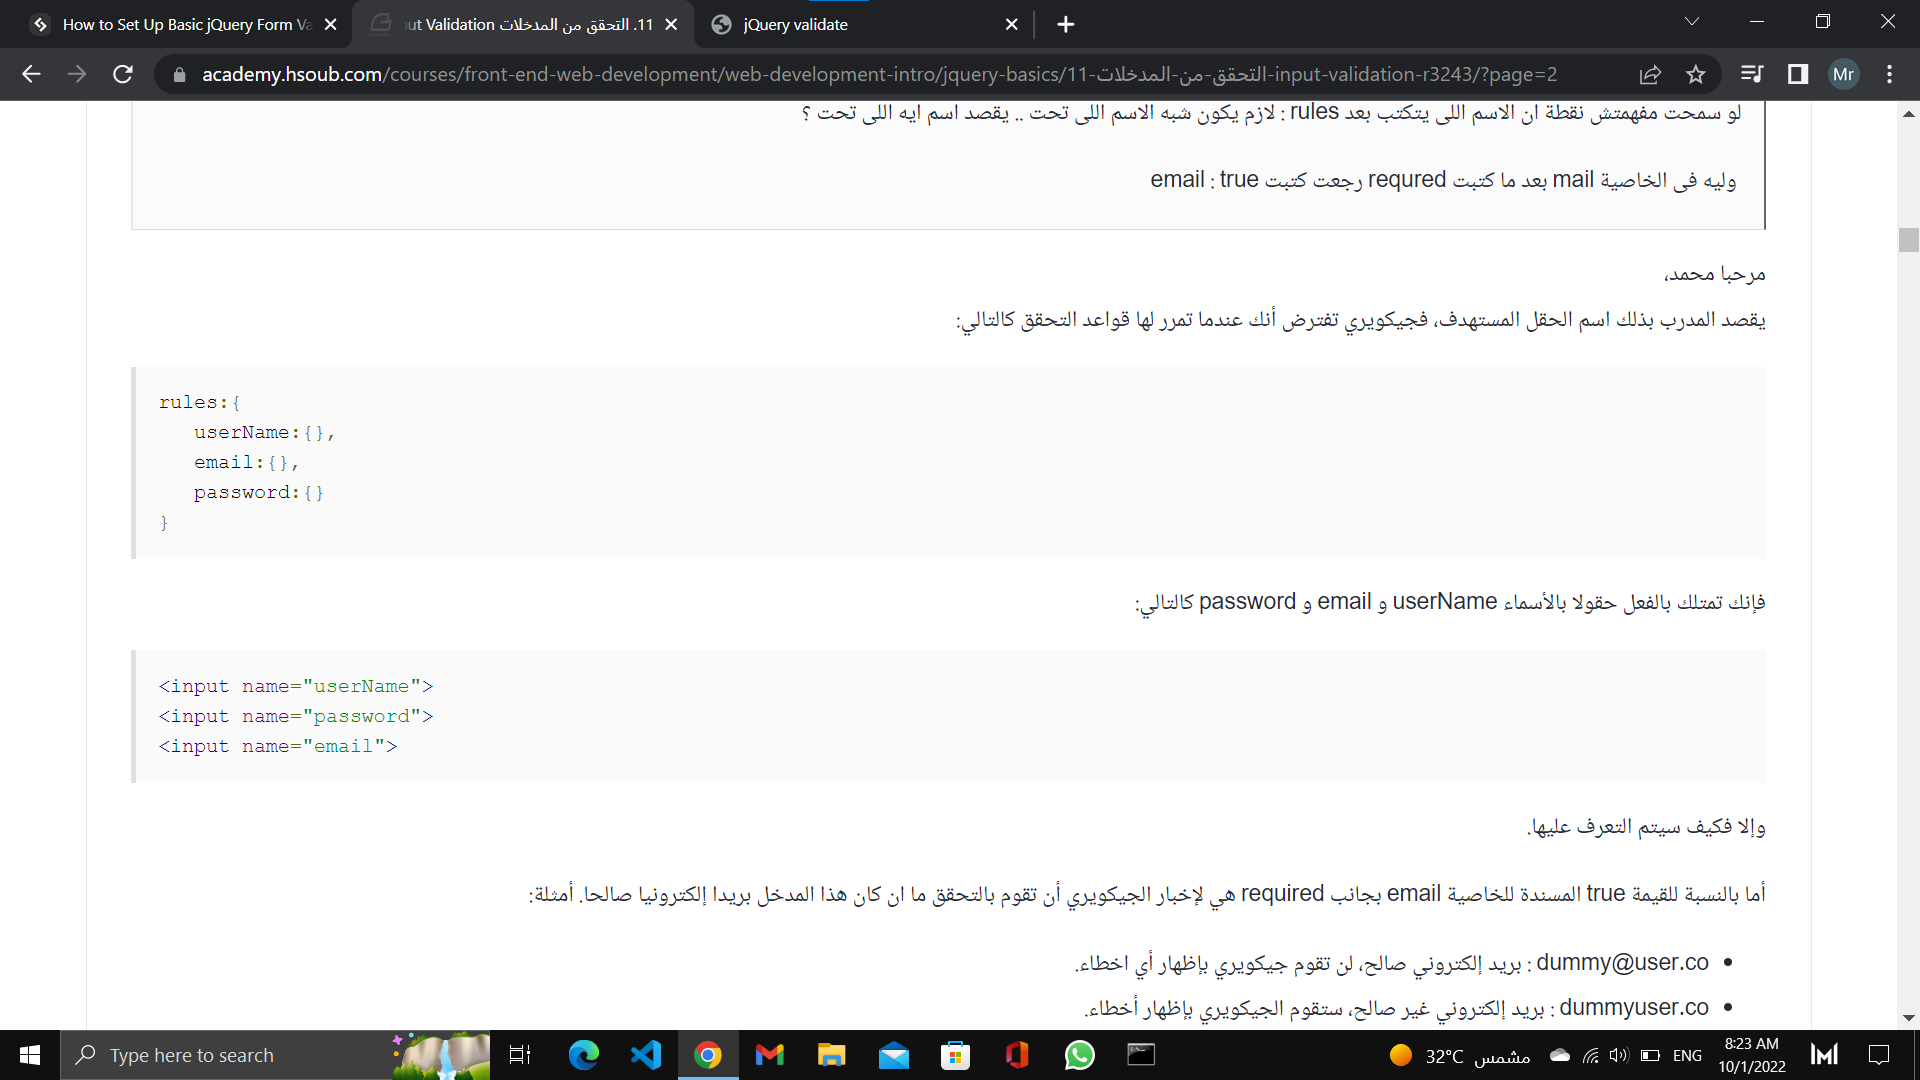 How to Set Up Basic jQuery Form Va
11. التحقق من المدخلات ut Validation
jQuery validate
academy.hsoub.com/courses/front-end-web-development/web-development-intro/jquery-basics/11-التحقق-من-المدخلات-input-validation-r3243/?page=2
Mr
لو سمحت مفهمتش نقطة ان الاسم اللى يتكتب بعد rules : لازم يكون شبه الاسم اللى تحت .. يقصد اسم ايه اللى تحت ؟
وليه فى الخاصية mail بعد ما كتبت requred رجعت كتبت email : true
مرحبا محمد،
يقصد المدرب بذلك اسم الحقل المستهدف، فجيكويري تفترض أنك عندما تمرر لها قواعد التحقق كالتالي:
rules:{
userName:{},
email:{},
password:{}
}
فإنك تمتلك بالفعل حقولا بالأسماء userName و email و password كالتالي:
<input name="userName">
<input name="password">
<input name="email">
وإلا فكيف سيتم التعرف عليها.
أما بالنسبة للقيمة true المسندة للخاصية email بجانب required هي لإخبار الجيكويري أن تقوم بالتحقق ما ان كان هذا المدخل بريدا إلكترونيا صالحا. أمثلة:
dummy@user.co : بريد إلكتروني صالح، لن تقوم جيكويري بإظهار أي اخطاء.
dummyuser.co : بريد إلكتروني غير صالح، ستقوم الجيكويري بإظهار أخطاء.
Type here to search
32°C مشمس
ENG
8:23 AM
10/1/2022